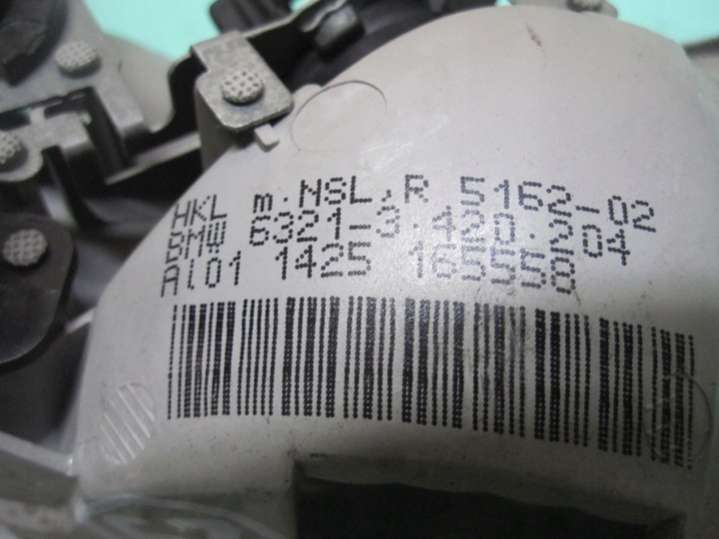 HKL m.NSL,R 5162-02
BMW 6321-3.420.204
Al01 1425 165558